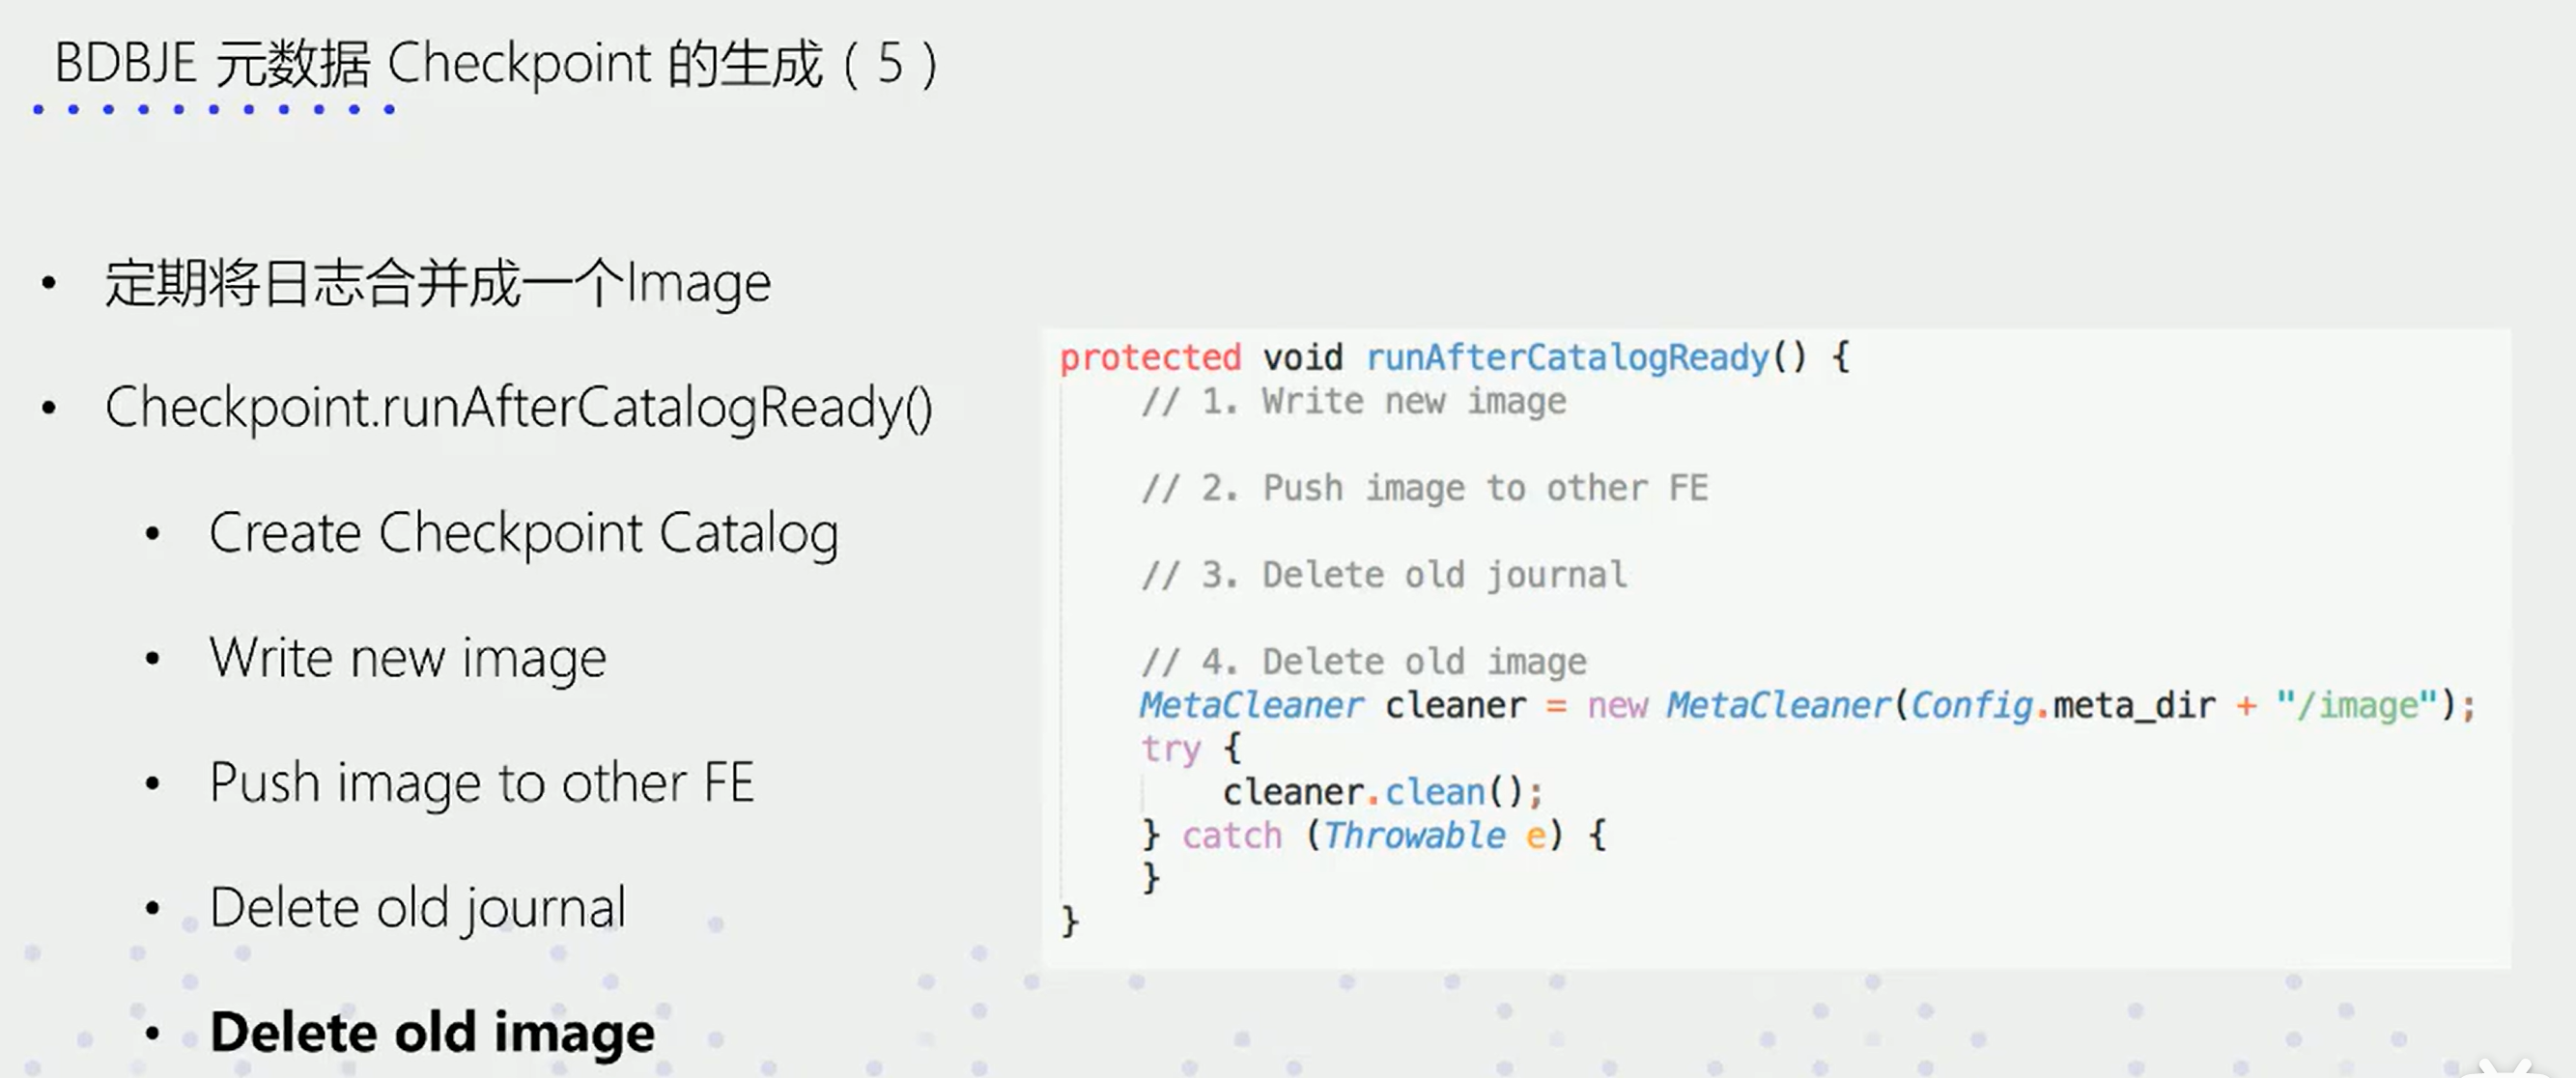 BDBJE 元数据 Checkpoint 的生成（5）
• 定期将日志合并成一个Image
• Checkpoint.runAfterCatalogReady()
• Create Checkpoint Catalog
• Write new image
• Push image to other FE
• Delete old journal
• Delete old image
protected void runAfterCatalogReady() {
// 1. Write new image
// 2. Push image to other FE
// 3. Delete old journal
// 4. Delete old image
MetaCleaner cleaner = new MetaCleaner(Config.meta_dir + "/image");
try {
cleaner.clean();
} catch (Throwable e) {
}
}